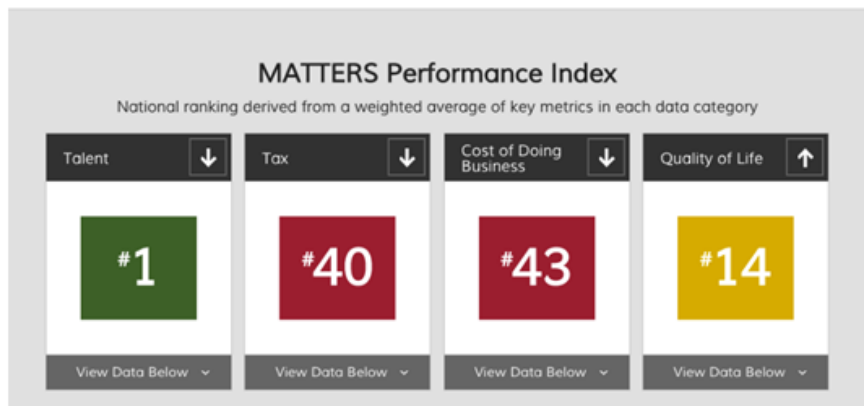 MATTERS Performance Index
National ranking derived from a weighted average of key metrics in each data category
Talent
Tax
Cost of Doing
Business
Quality of Life
#1
#40
#43
#14
View Data Below
View Data Below
View Data Below
View Data Below